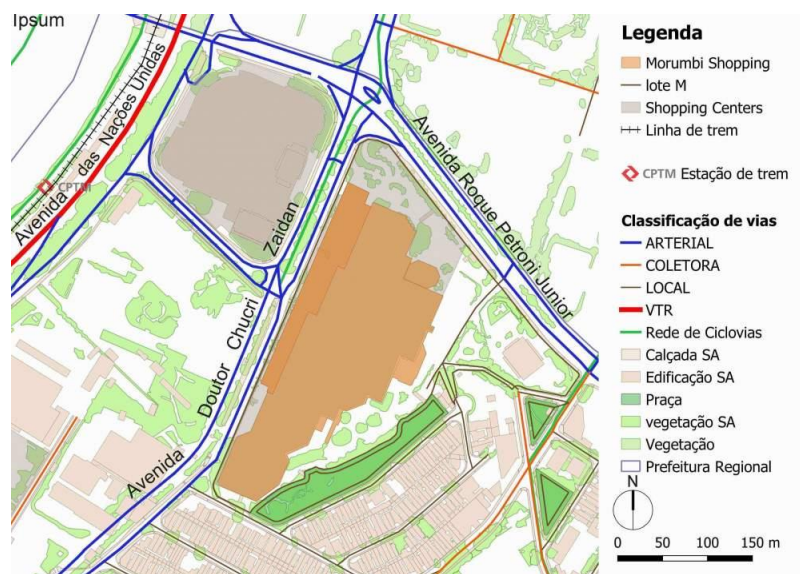 Ipsum
Avenida das Nações Unidas
CPTM
Avenida Doutor Chucri Zaidan
Avenida Roque Petroni Junior
Legenda
Morumbi Shopping
lote M
Shopping Centers
Linha de trem
CPTM Estação de trem
Classificação de vias
ARTERIAL
COLETORA
LOCAL
VTR
Rede de Ciclovias
Calçada SA
Edificação SA
Praça
vegetação SA
Vegetação
Prefeitura Regional
N
0 50 100 150 m